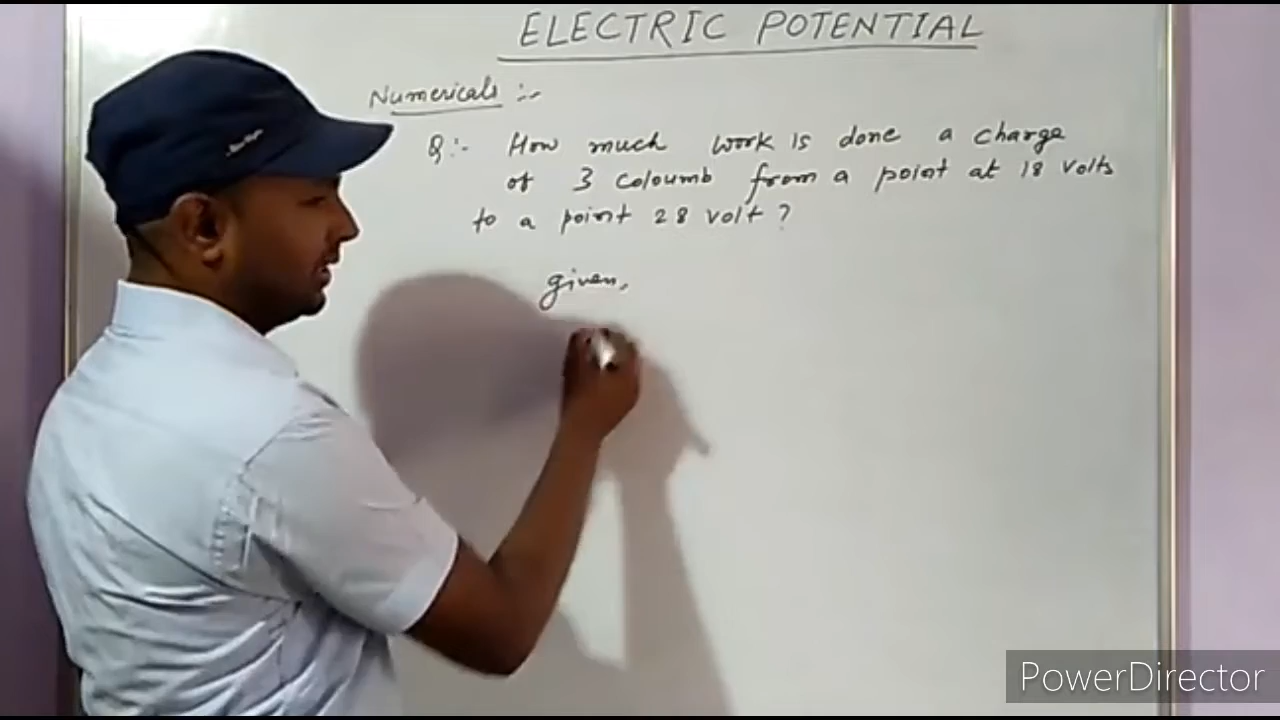 ELECTRIC POTENTIAL
Numericals :-
Q:- How much work is done a charge
of 3 coloumb from a point at 18 volts
to a point 28 volt ?
given,
PowerDirector